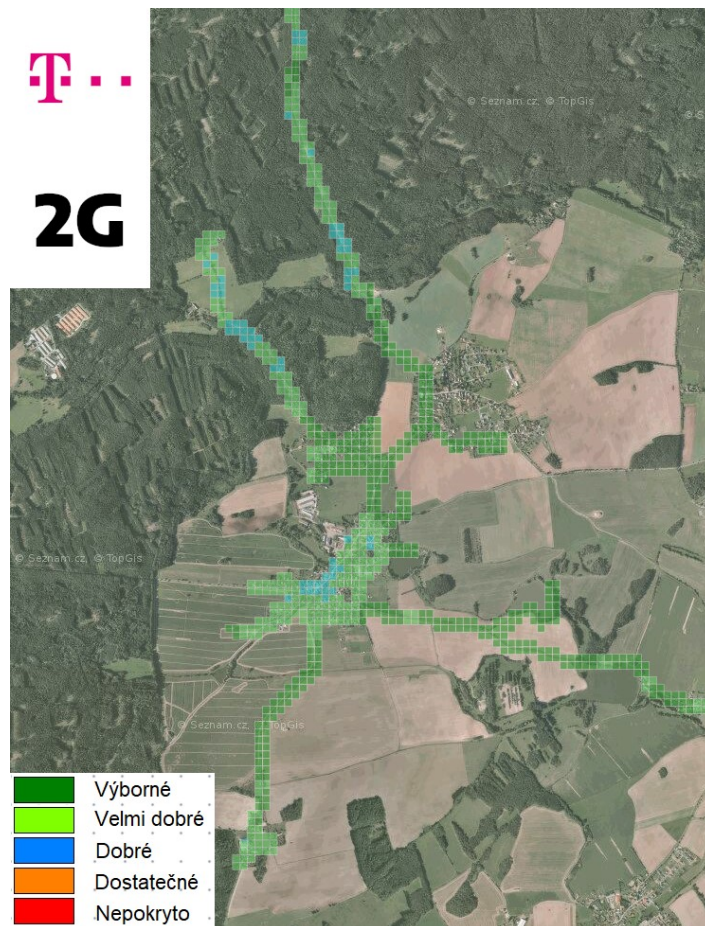 T
2G
© Seznam.cz, © TopGis
© Seznam.cz, © TopGis
© Seznam.cz, © TopGis
Výborné
Velmi dobré
Dobré
Dostatečné
Nepokryto